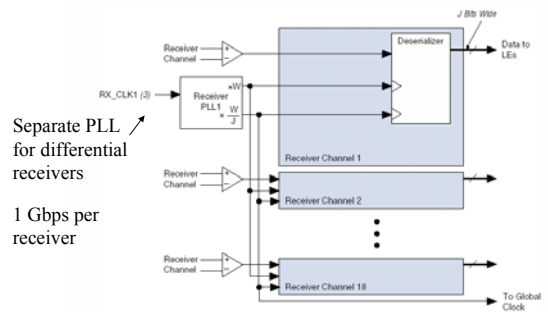 J Bits Wide
Deserializer
Receiver
Channel
+
−
Data to
LEs
RX_CLK1 (3)
Receiver
PLL1
×W
× W
J
Separate PLL
for differential
receivers
1 Gbps per
receiver
Receiver Channel 1
Receiver
Channel
+
−
Receiver Channel 2
Receiver
Channel
+
−
Receiver Channel 18
To Global
Clock